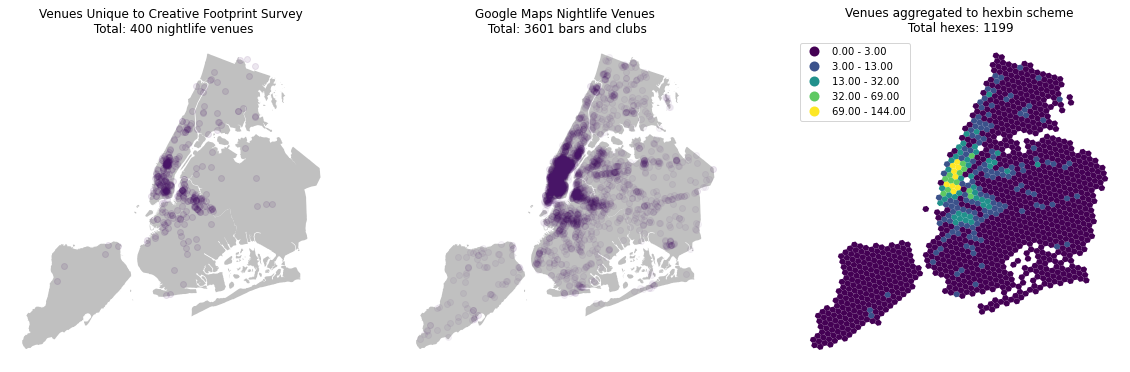 Venues Unique to Creative Footprint Survey
Total: 400 nightlife venues
Google Maps Nightlife Venues
Total: 3601 bars and clubs
Venues aggregated to hexbin scheme
Total hexes: 1199
0.00 - 3.00
3.00 - 13.00
13.00 - 32.00
32.00 - 69.00
69.00 - 144.00